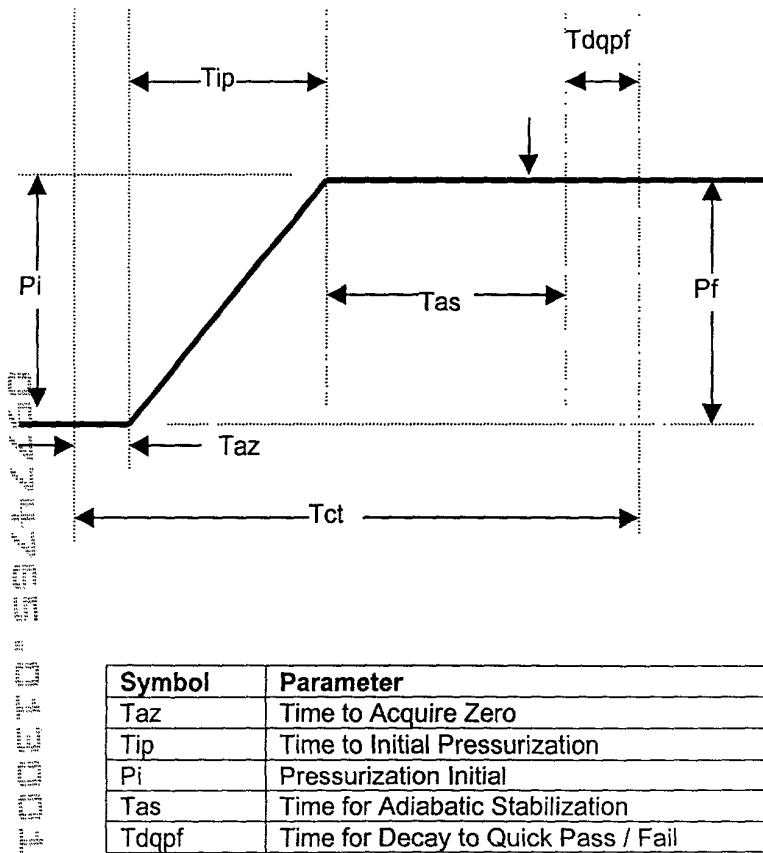 Tdqpf
Tip
Pi
Tas
Pf
Taz
Tct
Symbol Parameter
Taz Time to Acquire Zero
Tip Time to Initial Pressurization
Pi Pressurization Initial
Tas Time for Adiabatic Stabilization
Tdqpf Time for Decay to Quick Pass / Fail